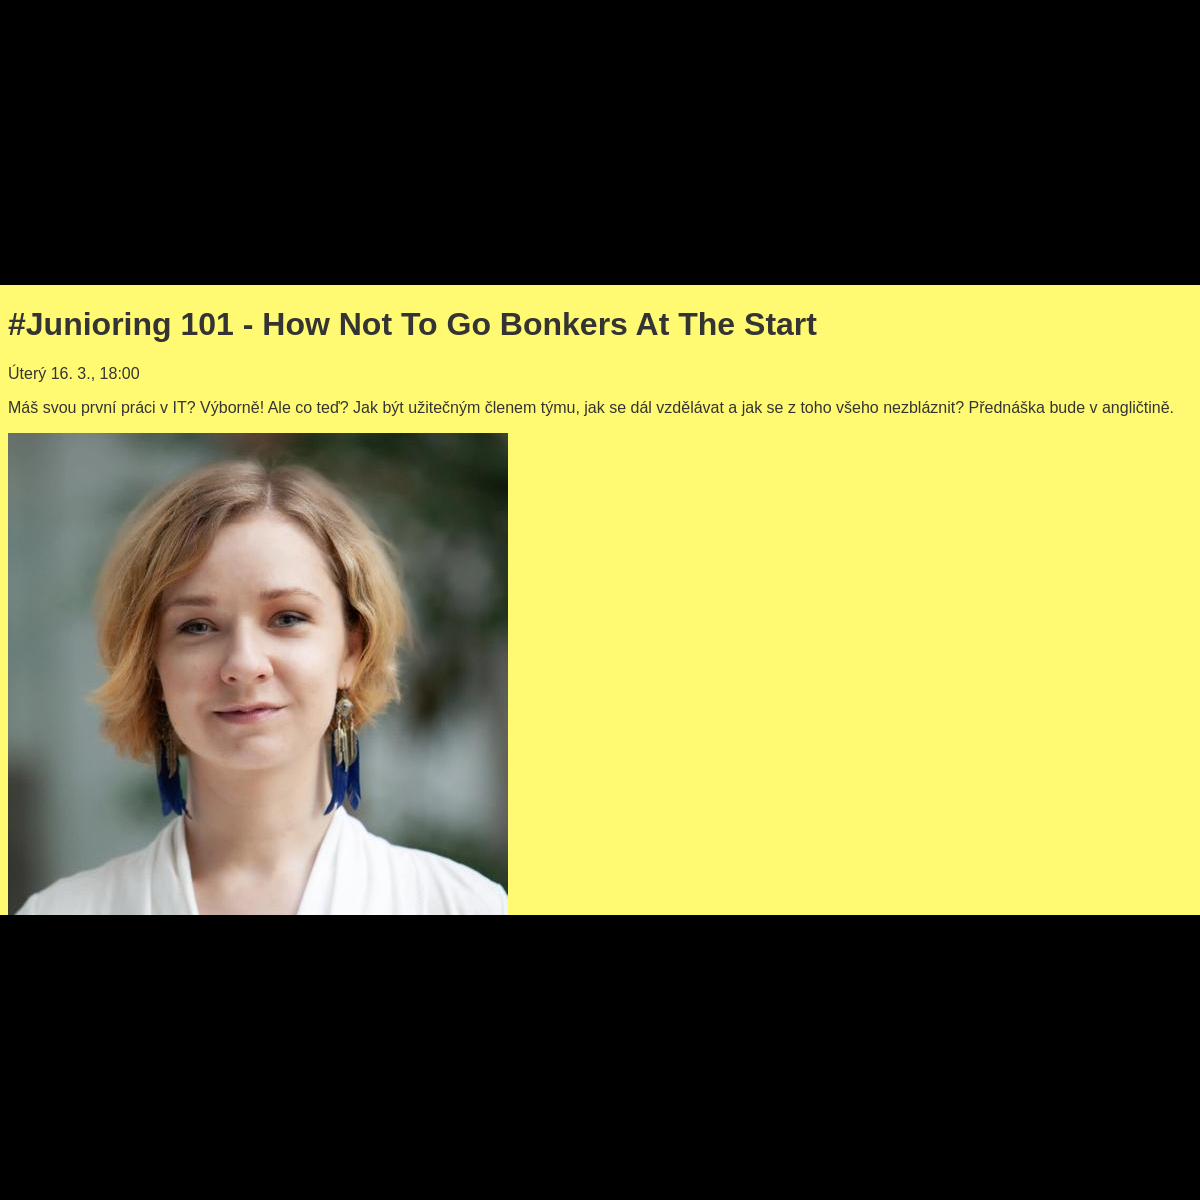 #Junioring 101 - How Not To Go Bonkers At The Start
Úterý 16. 3., 18:00
Máš svou první práci v IT? Výborně! Ale co teď? Jak být užitečným členem týmu, jak se dál vzdělávat a jak se z toho všeho nezbláznit? Přednáška bude v angličtině.